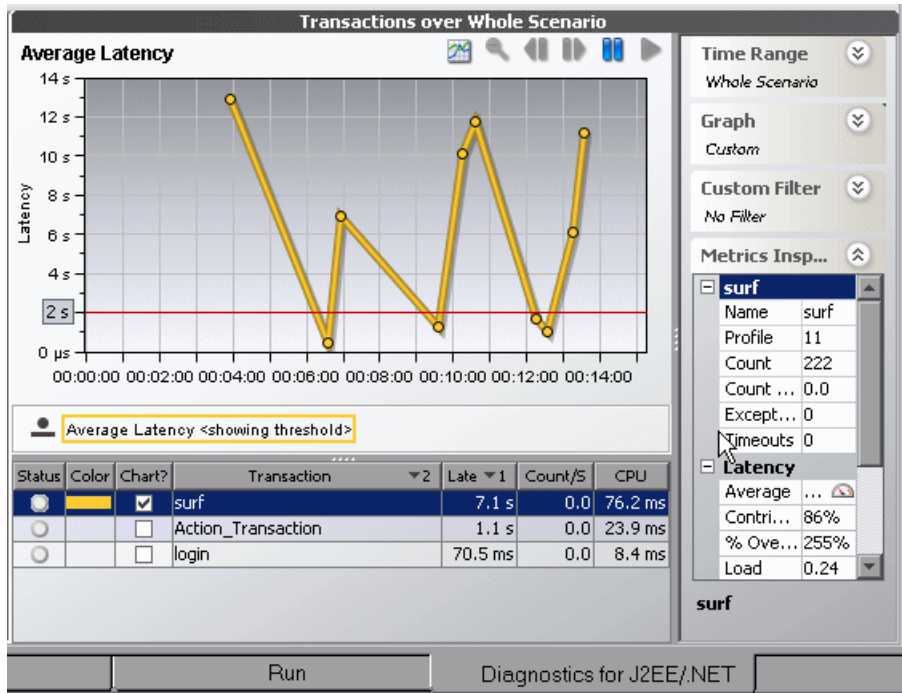 Transactions over Whole Scenario
Average Latency
14 s
12 s
10 s
8 s
6 s
4 s
2 s
0 µs
Latency
00:00:00 00:02:00 00:04:00 00:06:00 00:08:00 00:10:00 00:12:00 00:14:00
Average Latency <showing threshold>
Status Color Chart? Transaction 2 Late 1 Count/S CPU
surf 7.1 s 0.0 76.2 ms
Action_Transaction 1.1 s 0.0 23.9 ms
login 70.5 ms 0.0 8.4 ms
Time Range
Whole Scenario
Graph
Custom
Custom Filter
No Filter
Metrics Insp...
surf
Name surf
Profile 11
Count 222
Count ... 0.0
Except... 0
Timeouts 0
Latency
Average ...
Contri... 86%
% Ove... 255%
Load 0.24
surf
Run
Diagnostics for J2EE/.NET